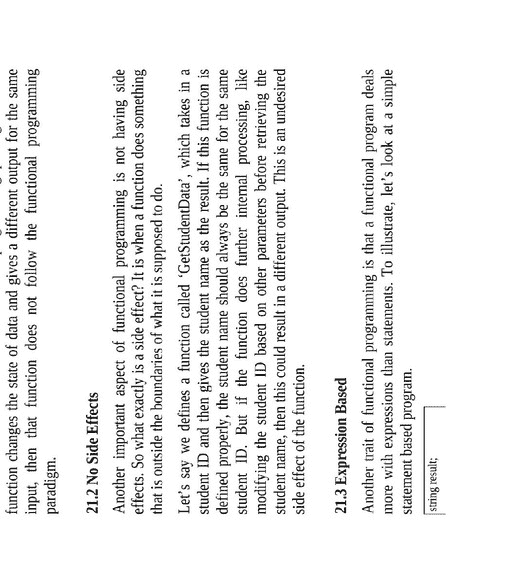 function changes the state of data and gives a different output for the same
input, then that function does not follow the functional programming
paradigm.
21.2 No Side Effects
Another important aspect of functional programming is not having side
effects. So what exactly is a side effect? It is when a function does something
that is outside the boundaries of what it is supposed to do.
Let's say we defines a function called 'GetStudentData', which takes in a
student ID and then gives the student name as the result. If this function is
defined properly, the student name should always be the same for the same
student ID. But if the function does further internal processing, like
modifying the student ID based on other parameters before retrieving the
student name, then this could result in a different output. This is an undesired
side effect of the function.
21.3 Expression Based
Another trait of functional programming is that a functional program deals
more with expressions than statements. To illustrate, let's look at a simple
statement based program.
string result;